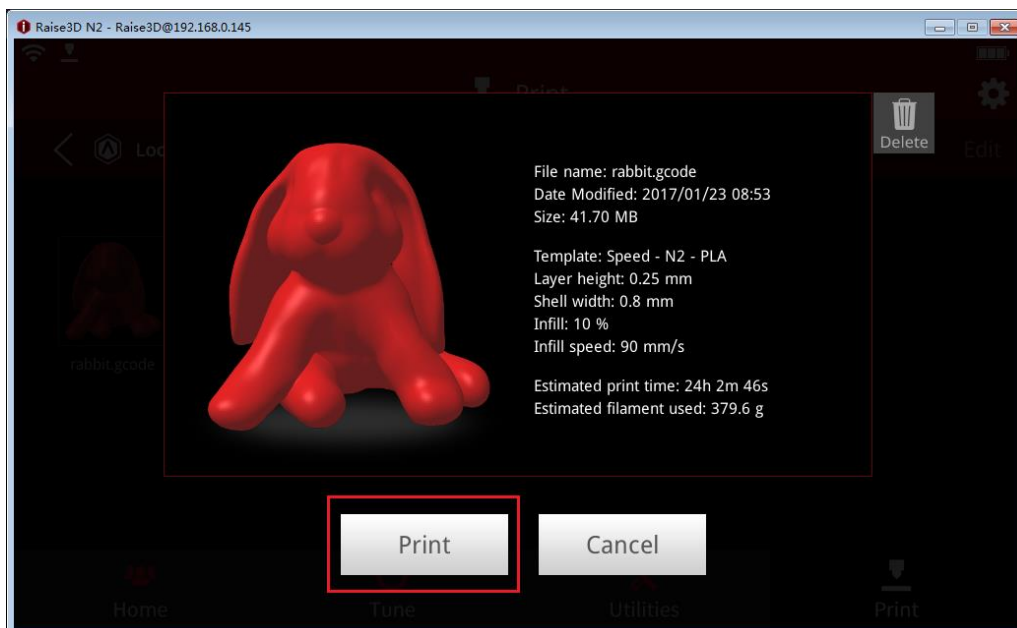 Raise3D N2 - Raise3D@192.168.0.145
Print
Loc
Delete
Edit
File name: rabbit.gcode
Date Modified: 2017/01/23 08:53
Size: 41.70 MB
Template: Speed - N2 - PLA
Layer height: 0.25 mm
Shell width: 0.8 mm
Infill: 10 %
Infill speed: 90 mm/s
rabbit.gcode
Estimated print time: 24h 2m 46s
Estimated filament used: 379.6 g
Print
Cancel
Home
Tune
Utilities
Print